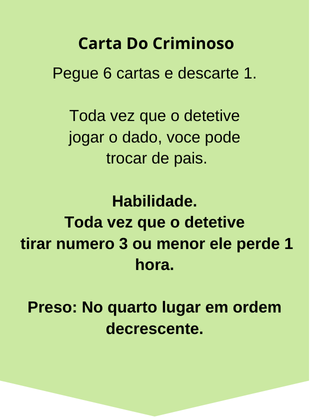 Carta Do Criminoso
Pegue 6 cartas e descarte 1.
Toda vez que o detetive
jogar o dado, voce pode
trocar de pais.
Habilidade.
Toda vez que o detetive
tirar numero 3 ou menor ele perde 1
hora.
Preso: No quarto lugar em ordem
decrescente.